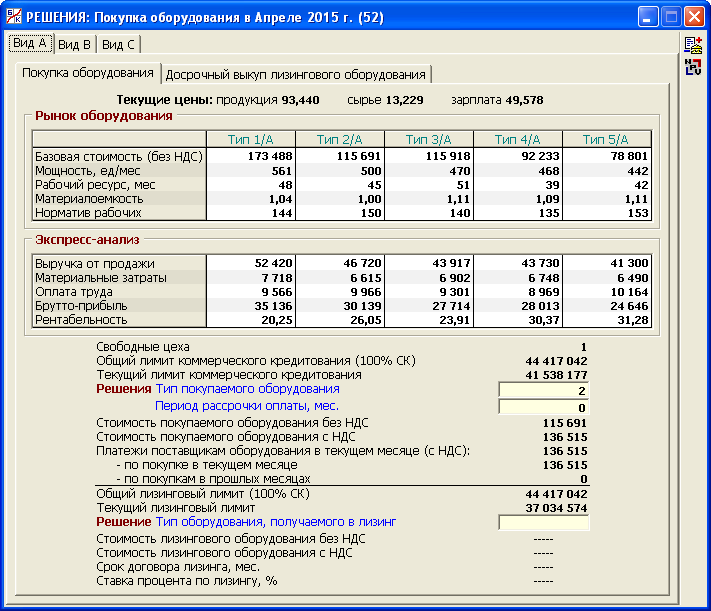 РЕШЕНИЯ: Покупка оборудования в Апреле 2015 г. (52)
Вид А Вид В Вид С
Покупка оборудования Досрочный выкуп лизингового оборудования
Текущие цены: продукция 93,440 сырье 13,229 зарплата 49,578
Рынок оборудования
Тип 1/А Тип 2/А Тип 3/А Тип 4/А Тип 5/А
Базовая стоимость (без НДС) 173 488 115 691 115 918 92 233 78 801
Мощность, ед/мес 561 500 470 468 442
Рабочий ресурс, мес 48 45 51 39 42
Материалоемкость 1,04 1,00 1,11 1,09 1,11
Норматив рабочих 144 150 140 135 153
Экспресс-анализ
Выручка от продажи 52 420 46 720 43 917 43 730 41 300
Материальные затраты 7 718 6 615 6 902 6 748 6 490
Оплата труда 9 566 9 966 9 301 8 969 10 164
Брутто-прибыль 35 136 30 139 27 714 28 013 24 646
Рентабельность 20,25 26,05 23,91 30,37 31,28
Свободные цеха 1
Общий лимит коммерческого кредитования (100% СК) 44 417 042
Текущий лимит коммерческого кредитования 41 538 177
Решения Тип покупаемого оборудования 2
Период рассрочки оплаты, мес. 0
Стоимость покупаемого оборудования без НДС 115 691
Стоимость покупаемого оборудования с НДС 136 515
Платежи поставщикам оборудования в текущем месяце (с НДС): 136 515
- по покупке в текущем месяце 136 515
- по покупкам в прошлых месяцах 0
Общий лизинговый лимит (100% СК) 44 417 042
Текущий лизинговый лимит 37 034 574
Решение Тип оборудования, получаемого в лизинг
Стоимость лизингового оборудования без НДС -----
Стоимость лизингового оборудования с НДС -----
Срок договора лизинга, мес. -----
Ставка процента по лизингу, % -----